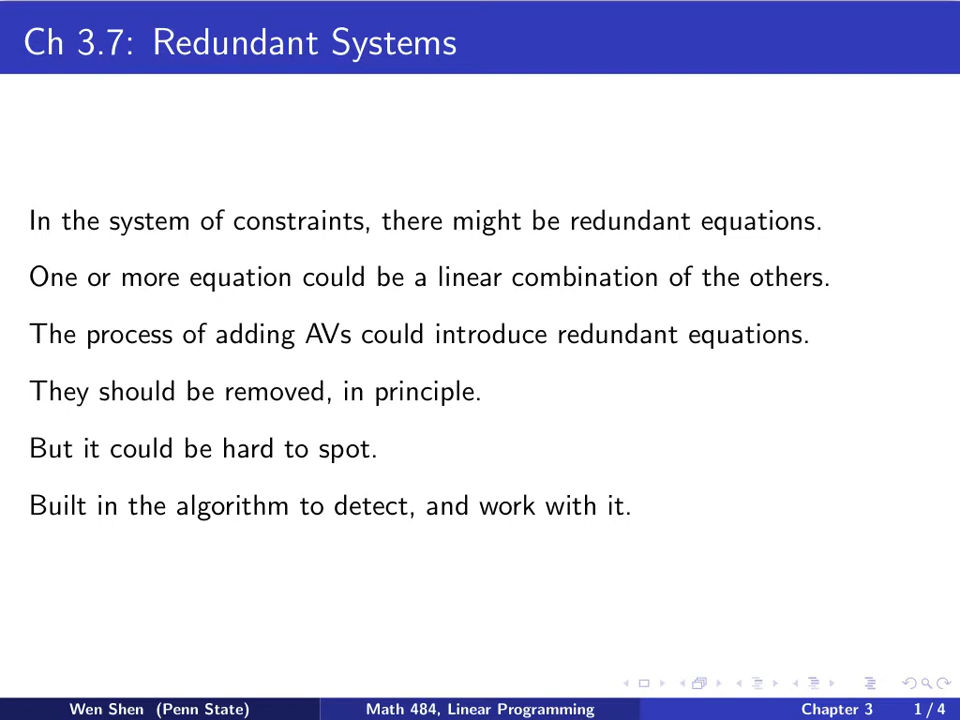 Ch 3.7: Redundant Systems
In the system of constraints, there might be redundant equations.
One or more equation could be a linear combination of the others.
The process of adding AVs could introduce redundant equations.
They should be removed, in principle.
But it could be hard to spot.
Built in the algorithm to detect, and work with it.
Wen Shen (Penn State) Math 484, Linear Programming Chapter 3 1 / 4